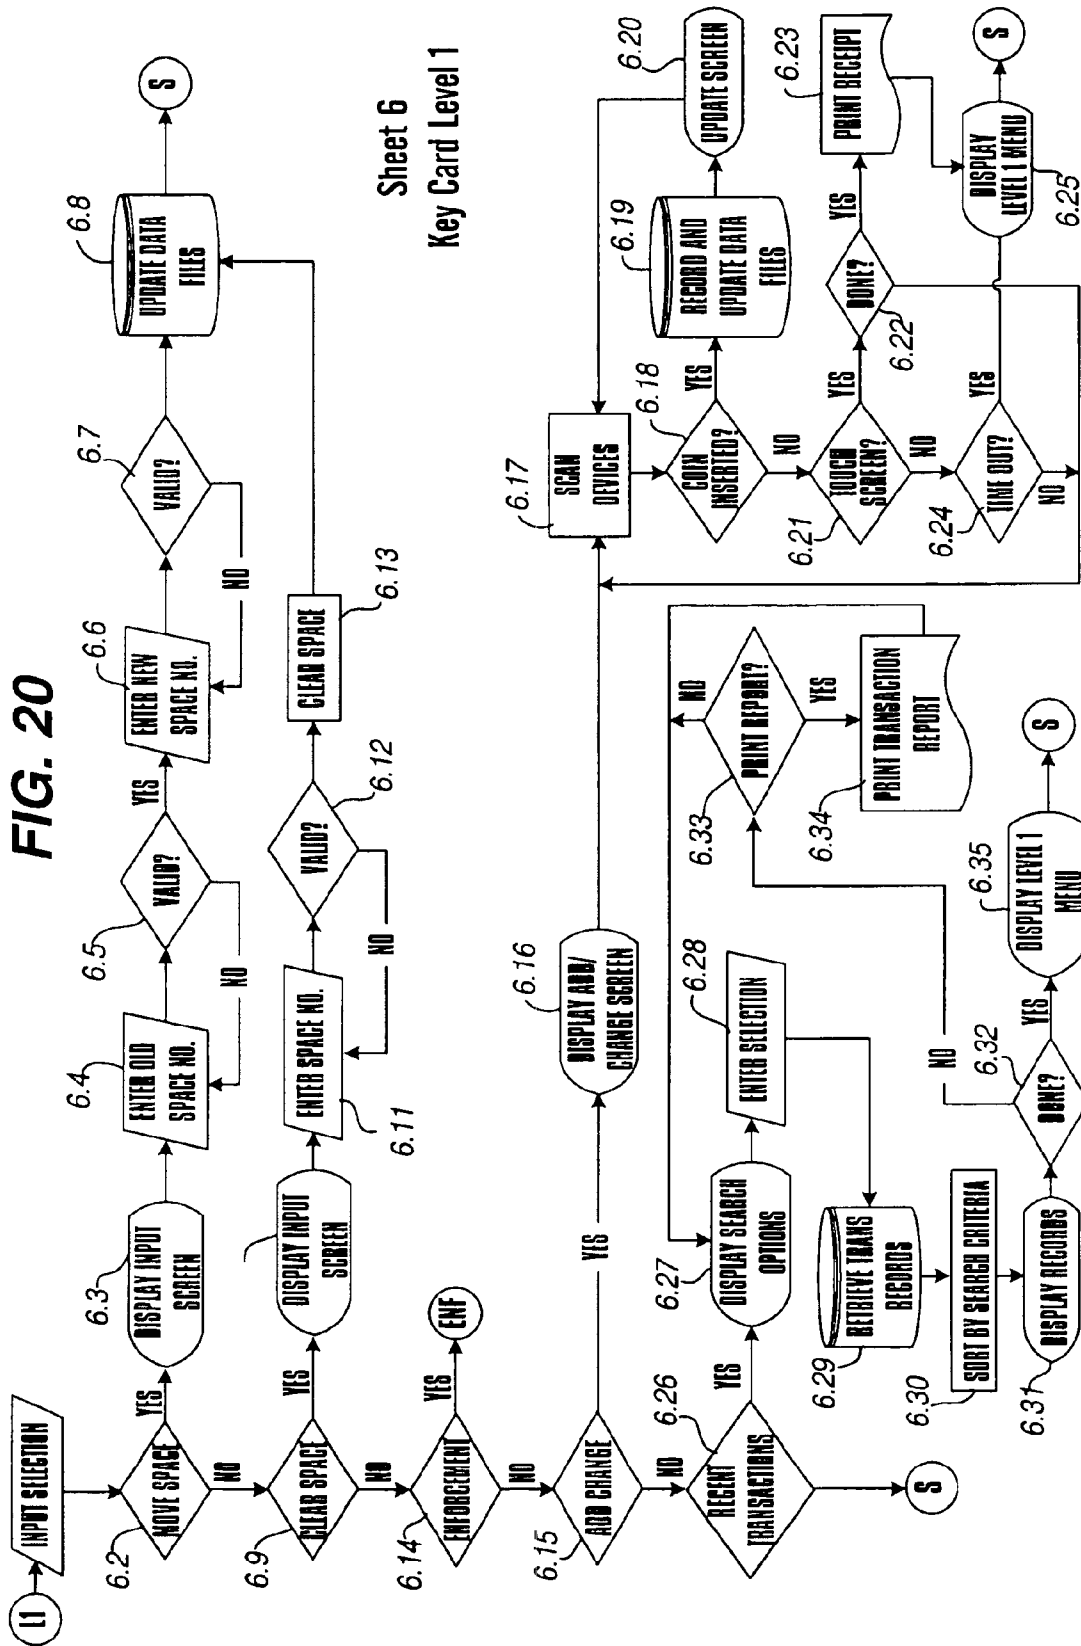 FIG. 20
Sheet 6
Key Card Level 1
L1
INPUT SELECTION
6.2
MOVE SPACE
YES
NO
6.3
DISPLAY INPUT
SCREEN
6.4
ENTER OLD
SPACE NO.
6.5
VALID?
NO
YES
6.6
ENTER NEW
SPACE NO.
6.7
VALID?
NO
6.8
UPDATE DATA
FILES
S
6.9
CLEAR SPACE
YES
NO
DISPLAY INPUT
SCREEN
6.11
ENTER SPACE NO.
6.12
VALID?
NO
6.13
CLEAR SPACE
6.14
ENFORCEMENT
YES
NO
ENF
6.15
ADD CHANGE
YES
NO
6.16
DISPLAY ADD/
CHANGE SCREEN
6.17
SCAN
DEVICES
6.18
COIN
INSERTED?
YES
NO
6.19
RECORD AND
UPDATE DATA
FILES
6.20
UPDATE SCREEN
6.21
TOUCH
SCREEN?
YES
NO
6.22
DONE?
YES
6.23
PRINT RECEIPT
6.24
TIME OUT?
YES
NO
6.25
DISPLAY
LEVEL 1 MENU
S
6.26
RECENT
TRANSACTIONS
YES
S
6.27
DISPLAY SEARCH
OPTIONS
6.28
ENTER SELECTION
6.29
RETRIEVE TRANS
RECORDS
6.30
SORT BY SEARCH CRITERIA
6.31
DISPLAY RECORDS
6.32
DONE?
NO
YES
6.33
PRINT REPORT?
NO
YES
6.34
PRINT TRANSACTION
REPORT
6.35
DISPLAY LEVEL 1
MENU
S